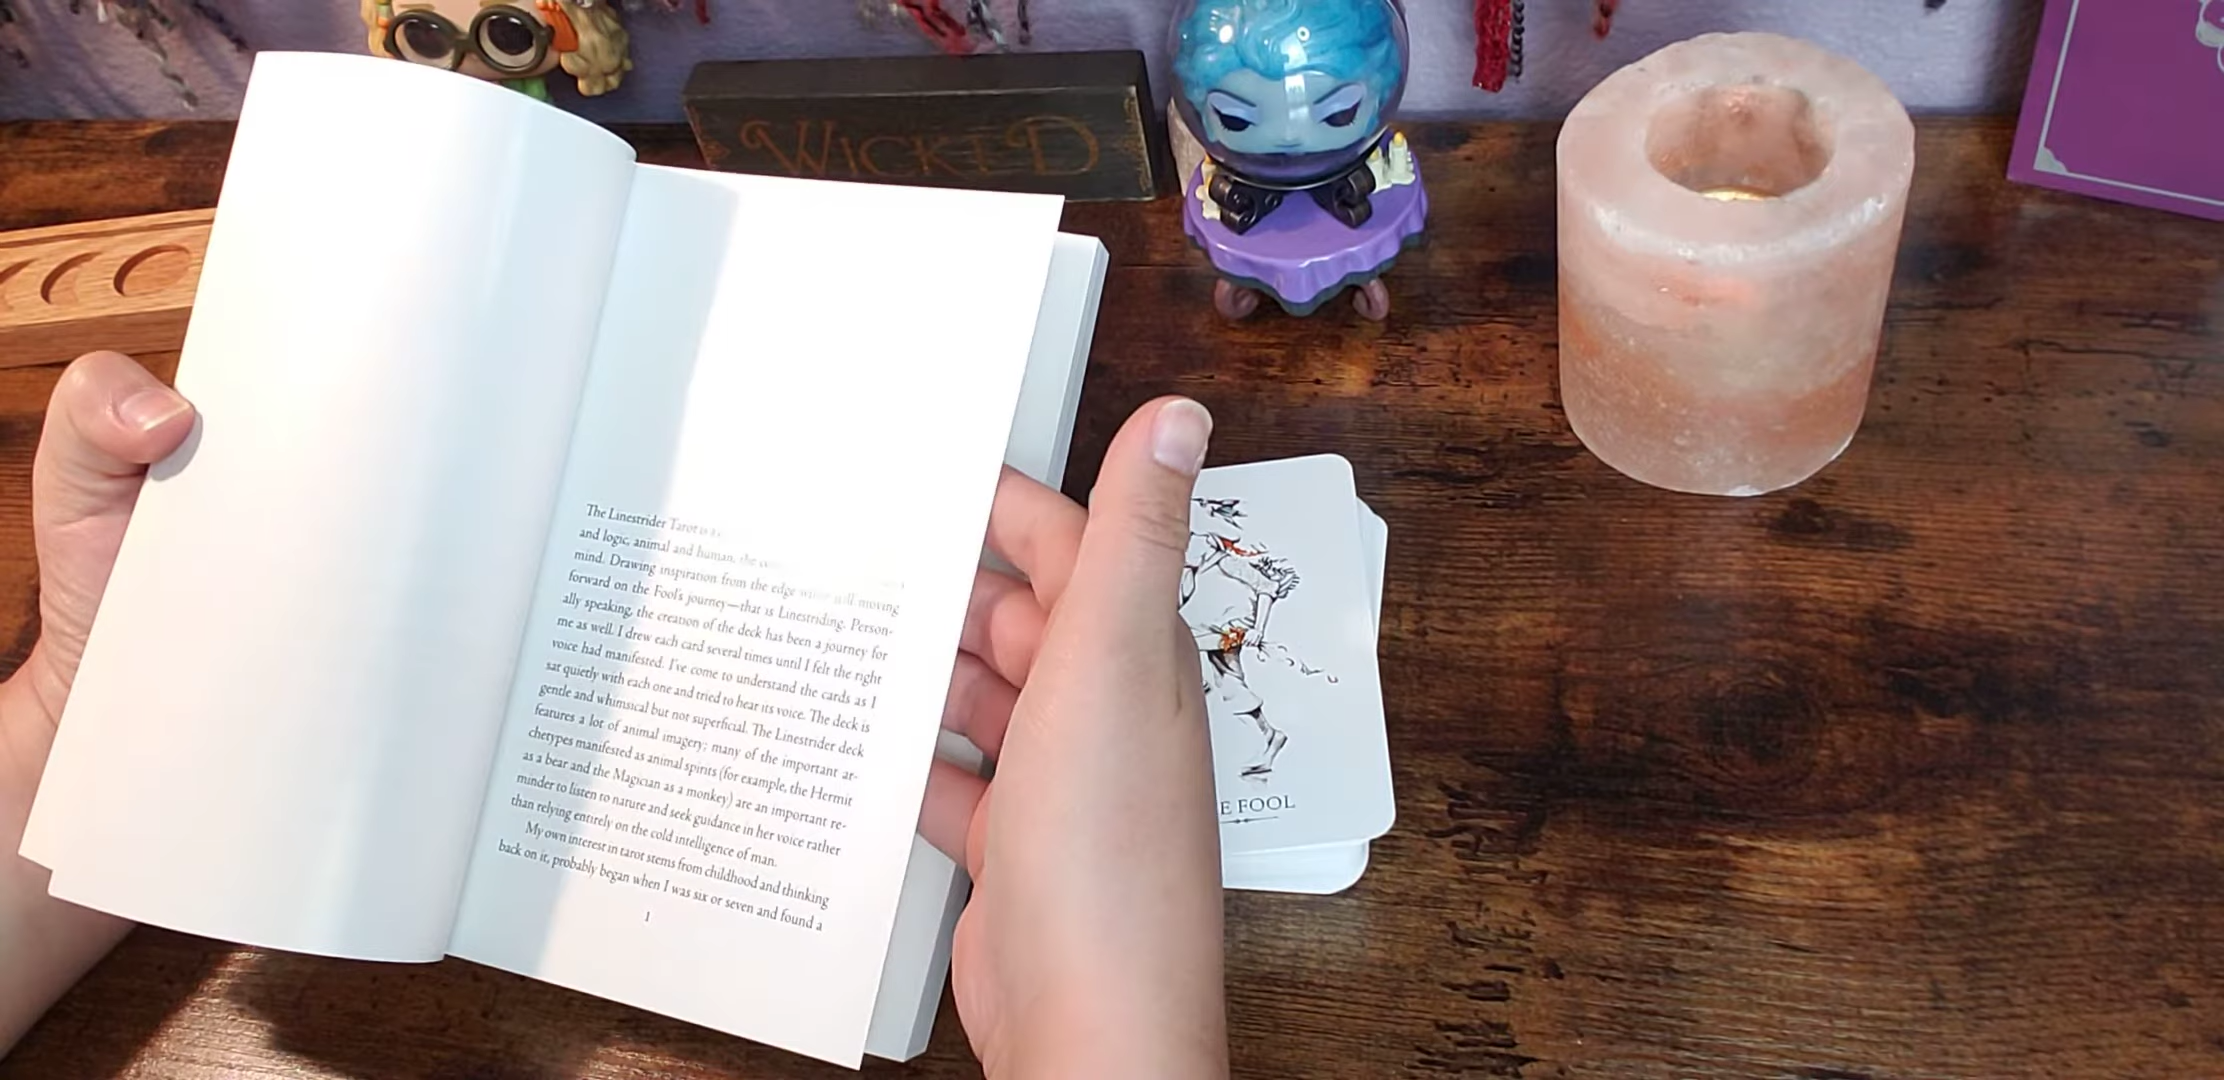 WICKED
The Linestrider Tarot is a
and logic, animal and human, the
mind. Drawing inspiration from the edge while still moving
forward on the Fool's journey—that is Linestriding. Person-
ally speaking, the creation of the deck has been a journey for
me as well. I drew each card several times until I felt the right
voice had manifested. I've come to understand the cards as I
sat quietly with each one and tried to hear its voice. The deck is
gentle and whimsical but not superficial. The Linestrider deck
features a lot of animal imagery; many of the important ar-
chetypes manifested as animal spirits (for example, the Hermit
as a bear and the Magician as a monkey) are an important re-
minder to listen to nature and seek guidance in her voice rather
than relying entirely on the cold intelligence of man.
My own interest in tarot stems from childhood and thinking
back on it, probably began when I was six or seven and found a
1
E FOOL